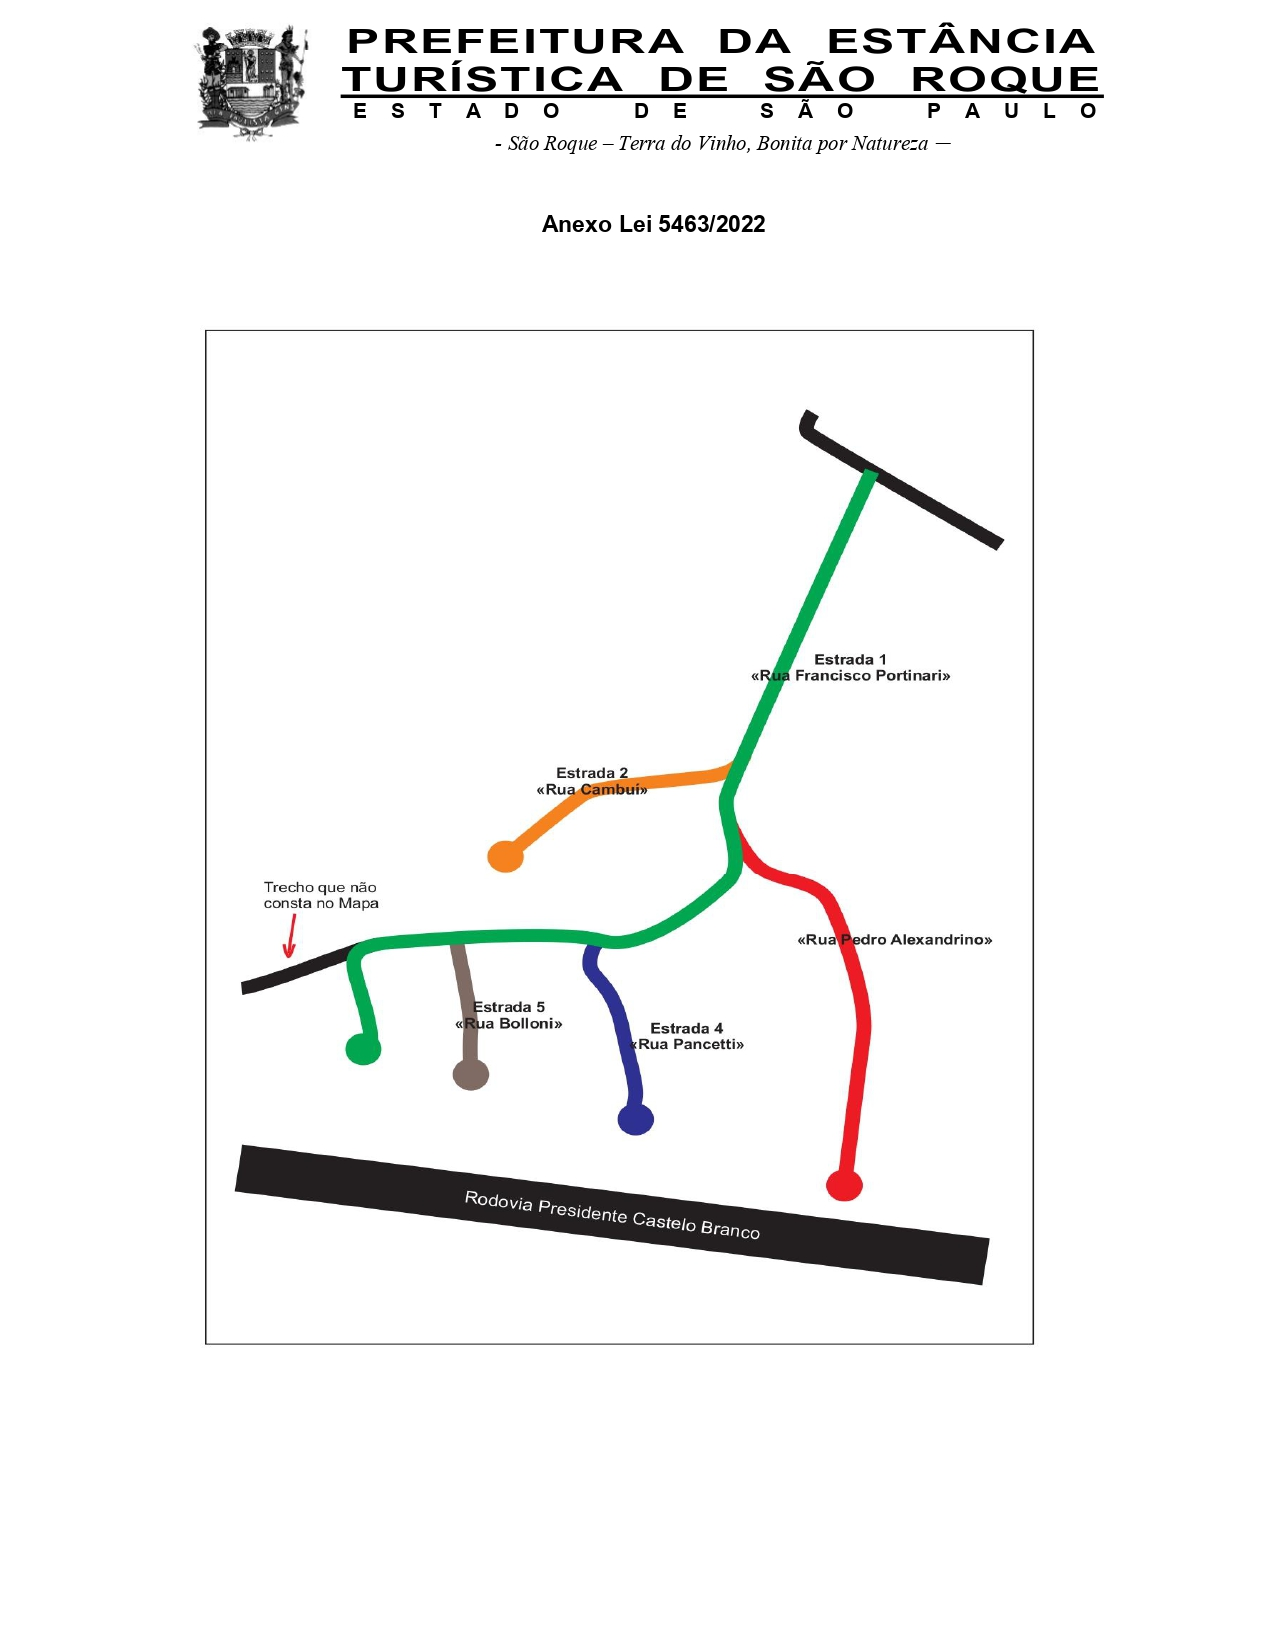 PREFEITURA DA ESTÂNCIA
TURÍSTICA DE SÃO ROQUE
ESTADO DE SÃO PAULO
- São Roque – Terra do Vinho, Bonita por Natureza –
Anexo Lei 5463/2022
Estrada 1
«Rua Francisco Portinari»
Estrada 2
«Rua Cambuí»
Trecho que não
consta no Mapa
«Rua Pedro Alexandrino»
Estrada 5
«Rua Bolloni»
Estrada 4
«Rua Pancetti»
Rodovia Presidente Castelo Branco